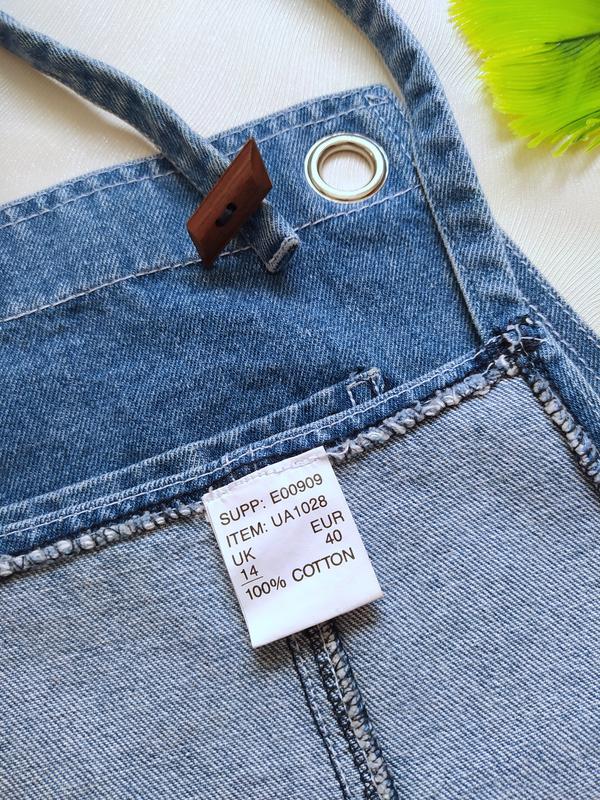 SUPP: E00909
ITEM: UA1028
UK EUR
14 40
100% COTTON